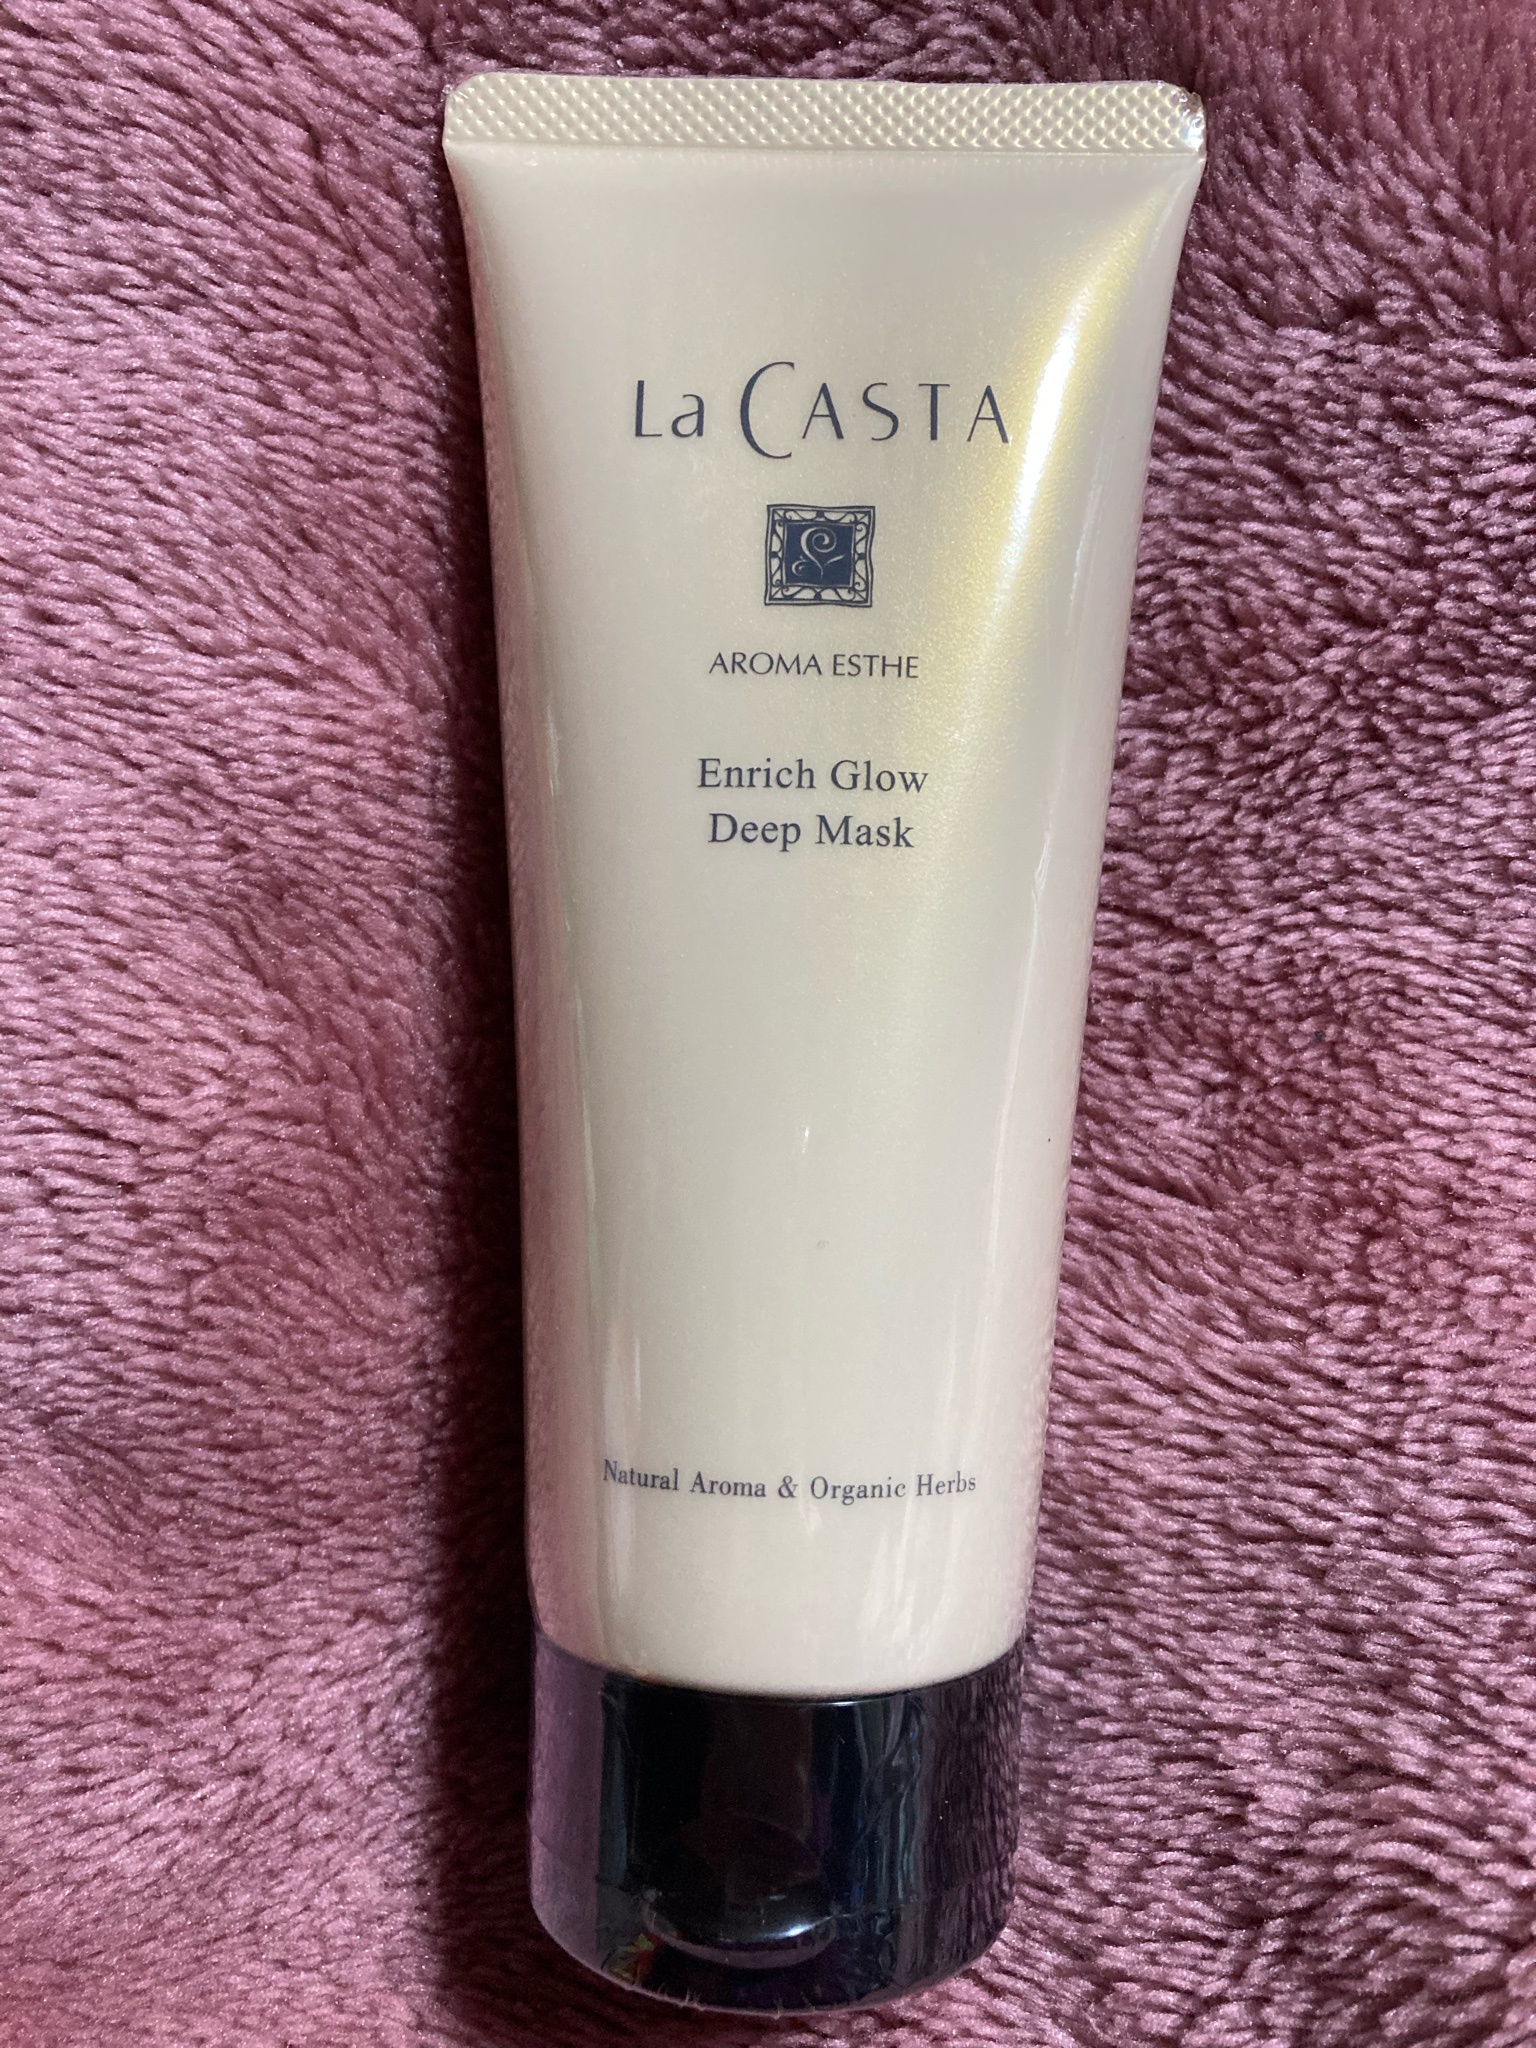 La CASTA
AROMA ESTHE
Enrich Glow
Deep Mask
Natural Aroma & Organic Herbs